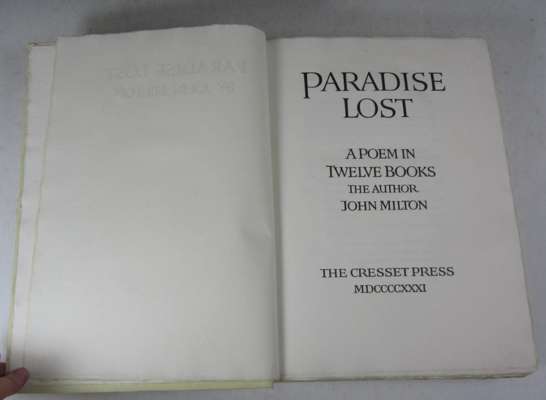 PARADISE
LOST
A POEM IN
TWELVE BOOKS
THE AUTHOR
JOHN MILTON
THE CRESSET PRESS
MDCCCCXXXI